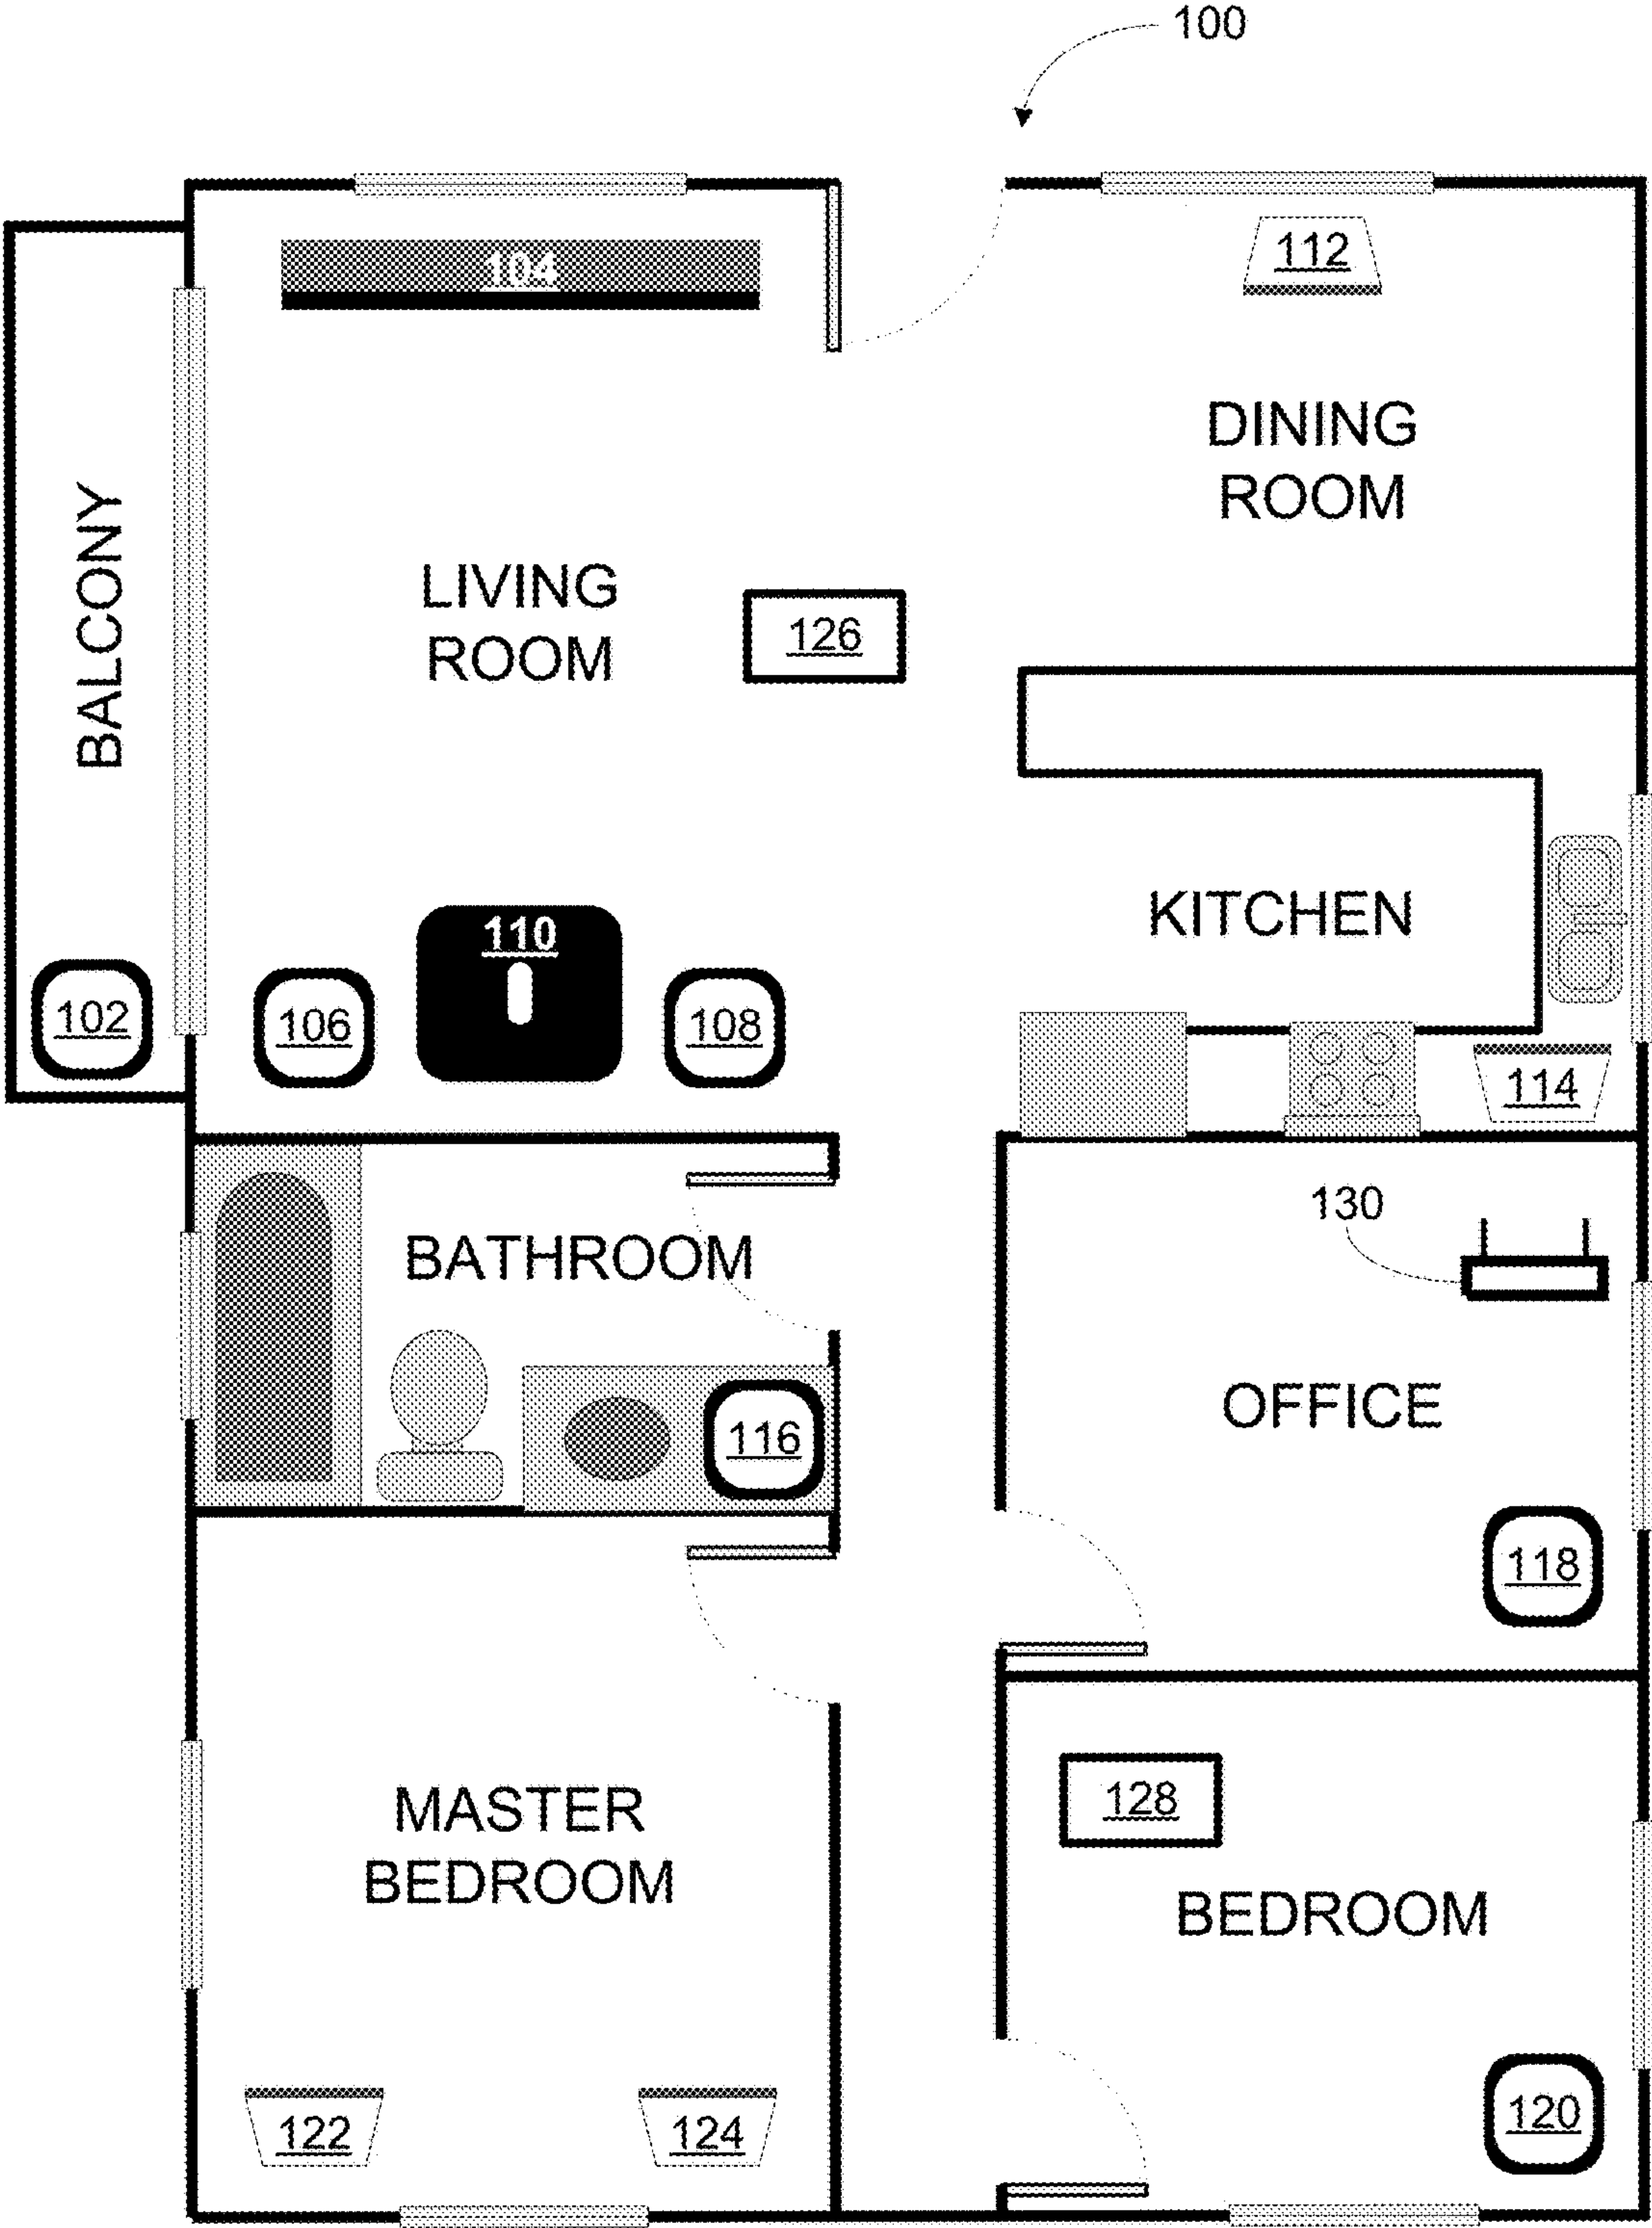 100
104
112
DINING
ROOM
BALCONY
LIVING
ROOM
126
KITCHEN
110
102
106
108
114
130
BATHROOM
OFFICE
116
118
128
MASTER
BEDROOM
BEDROOM
122
124
120